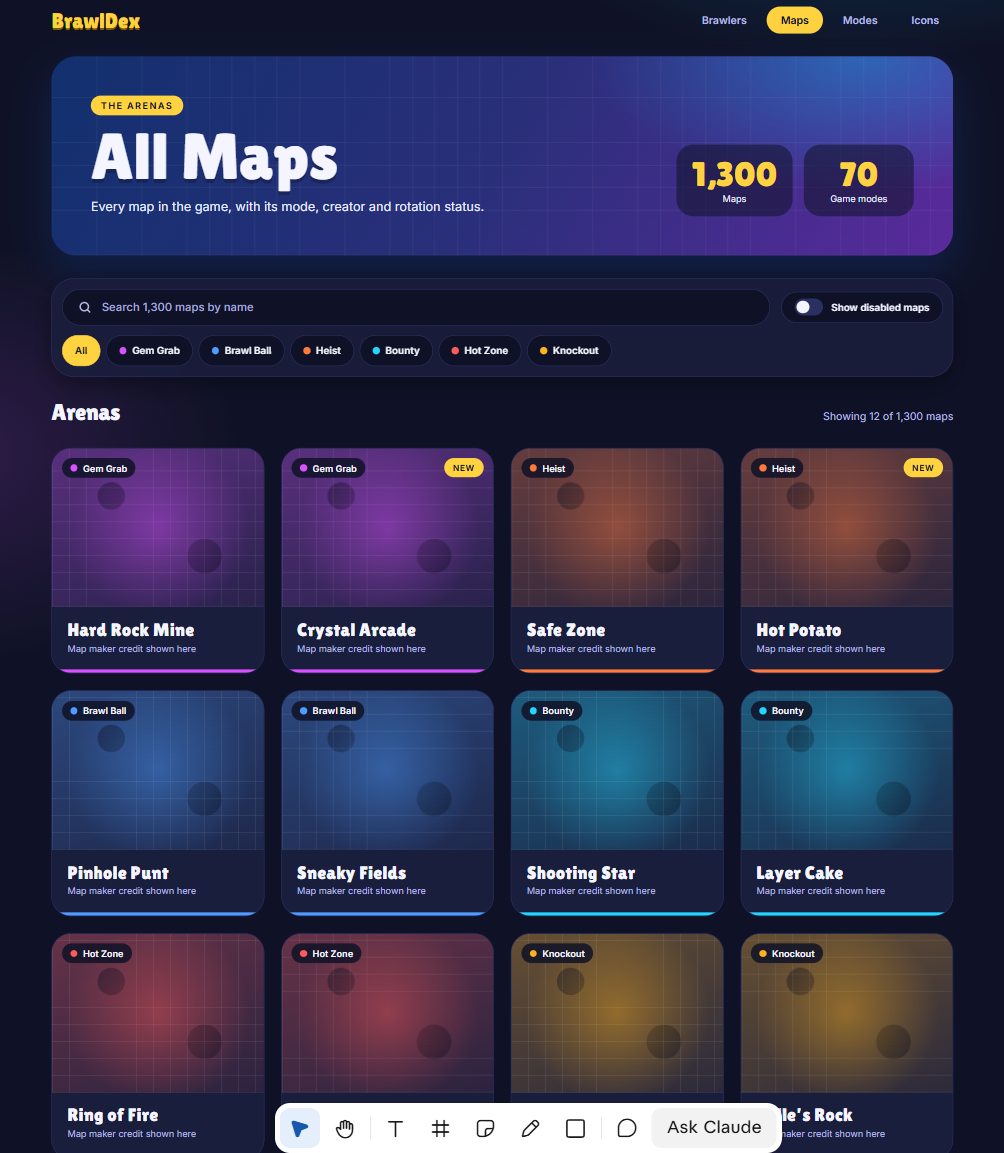 BrawlDex
Brawlers Maps Modes Icons
THE ARENAS
All Maps
Every map in the game, with its mode, creator and rotation status.
1,300
Maps
70
Game modes
Search 1,300 maps by name
Show disabled maps
All Gem Grab Brawl Ball Heist Bounty Hot Zone Knockout
Arenas
Showing 12 of 1,300 maps
Gem Grab
Hard Rock Mine
Map maker credit shown here
Gem Grab NEW
Crystal Arcade
Map maker credit shown here
Heist
Safe Zone
Map maker credit shown here
Heist NEW
Hot Potato
Map maker credit shown here
Brawl Ball
Pinhole Punt
Map maker credit shown here
Brawl Ball
Sneaky Fields
Map maker credit shown here
Bounty
Shooting Star
Map maker credit shown here
Bounty
Layer Cake
Map maker credit shown here
Hot Zone
Ring of Fire
Map maker credit shown here
Hot Zone
Knockout
Knockout
Rock
maker credit shown here
Ask Claude